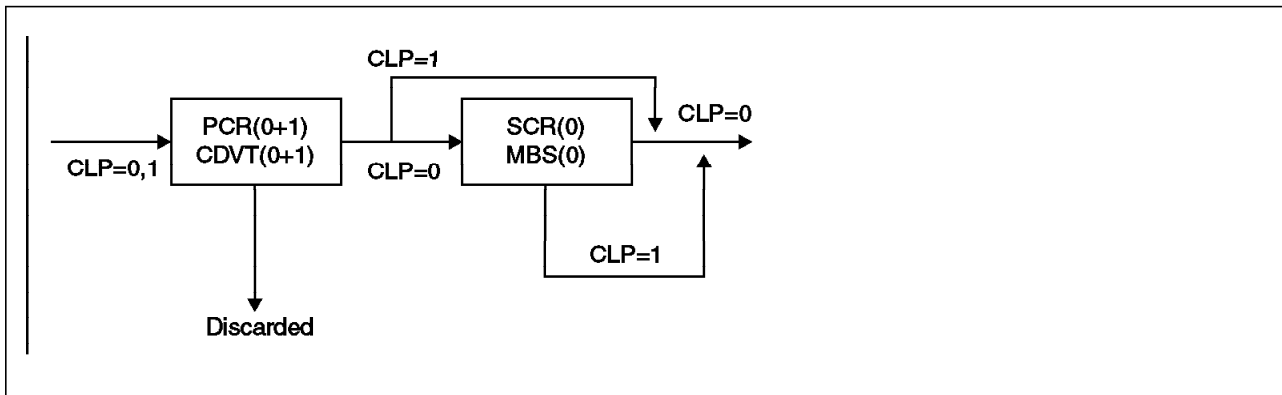 CLP=1
PCR(0+1)
CDVT(0+1)
SCR(0)
MBS(0)
CLP=0
CLP=0,1
CLP=0
CLP=1
Discarded